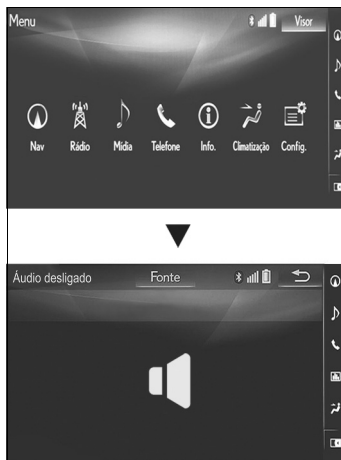 Menu Visor
Nav Rádio Mídia Telefone Info. Climatização Config.
Áudio desligado Fonte